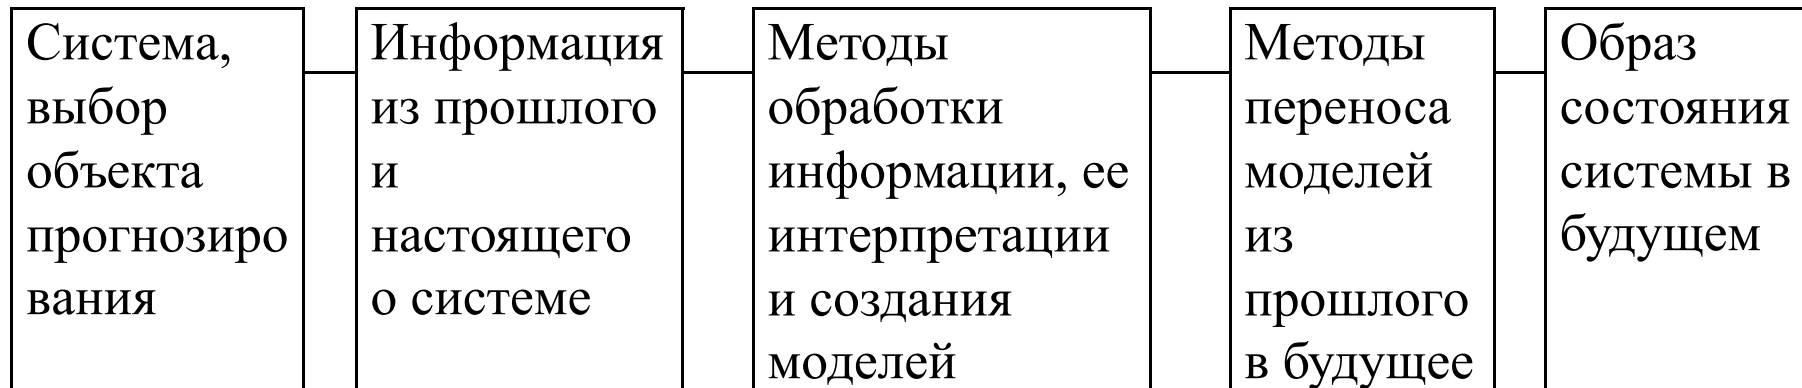 Система,
выбор
объекта
прогнозиро
вания
Информация
из прошлого
и
настоящего
о системе
Методы
обработки
информации, ее
интерпретации
и создания
моделей
Методы
переноса
моделей
из
прошлого
в будущее
Образ
состояния
системы в
будущем